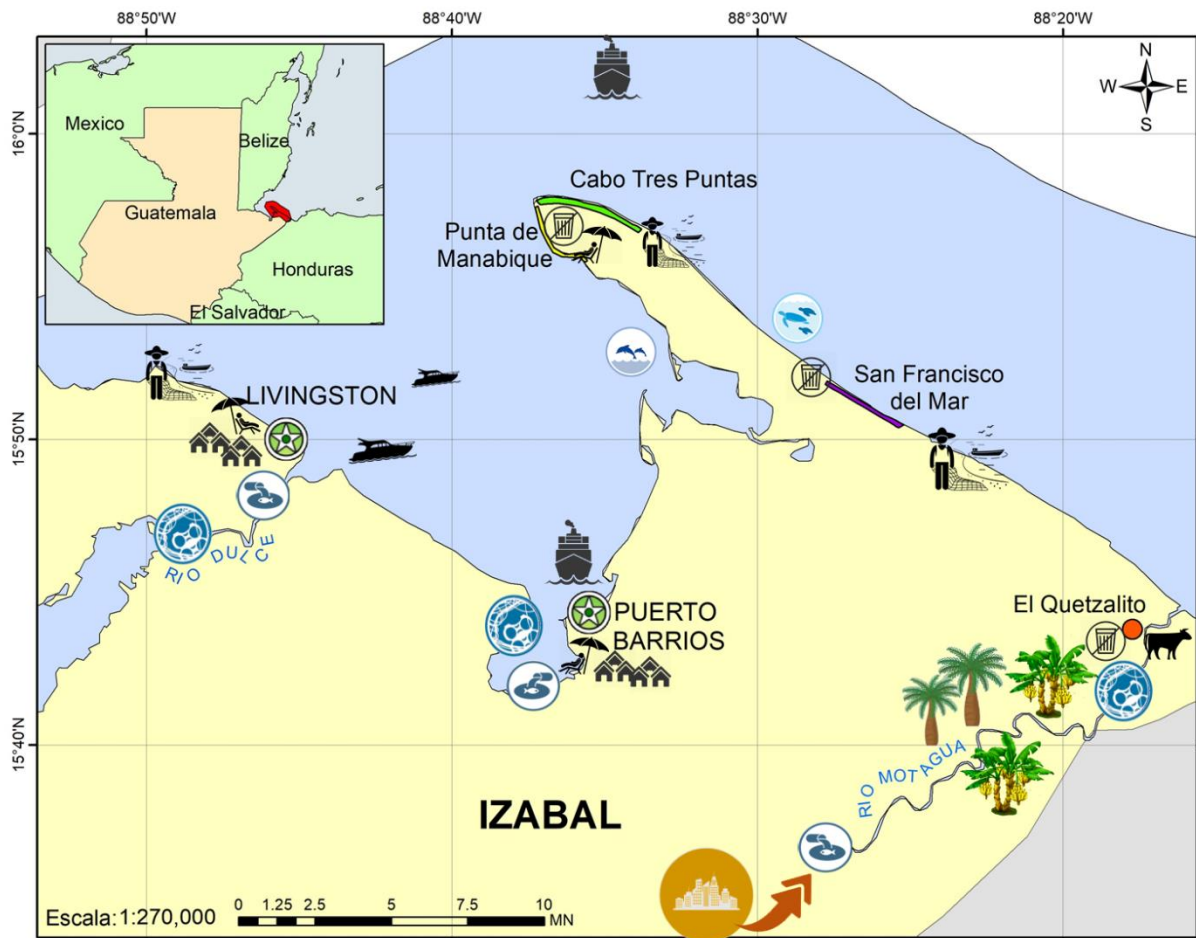 88°50'W
88°40'W
88°30'W
88°20'W
N
W
E
S
16°0'N
15°50'N
15°40'N
Mexico
Belize
Guatemala
Honduras
El Salvador
Cabo Tres Puntas
Punta de
Manabique
San Francisco
del Mar
LIVINGSTON
RIO DULCE
PUERTO
BARRIOS
El Quetzalito
RIO MOTAGUA
IZABAL
Escala: 1:270,000
0 1.25 2.5 5 7.5 10
MN